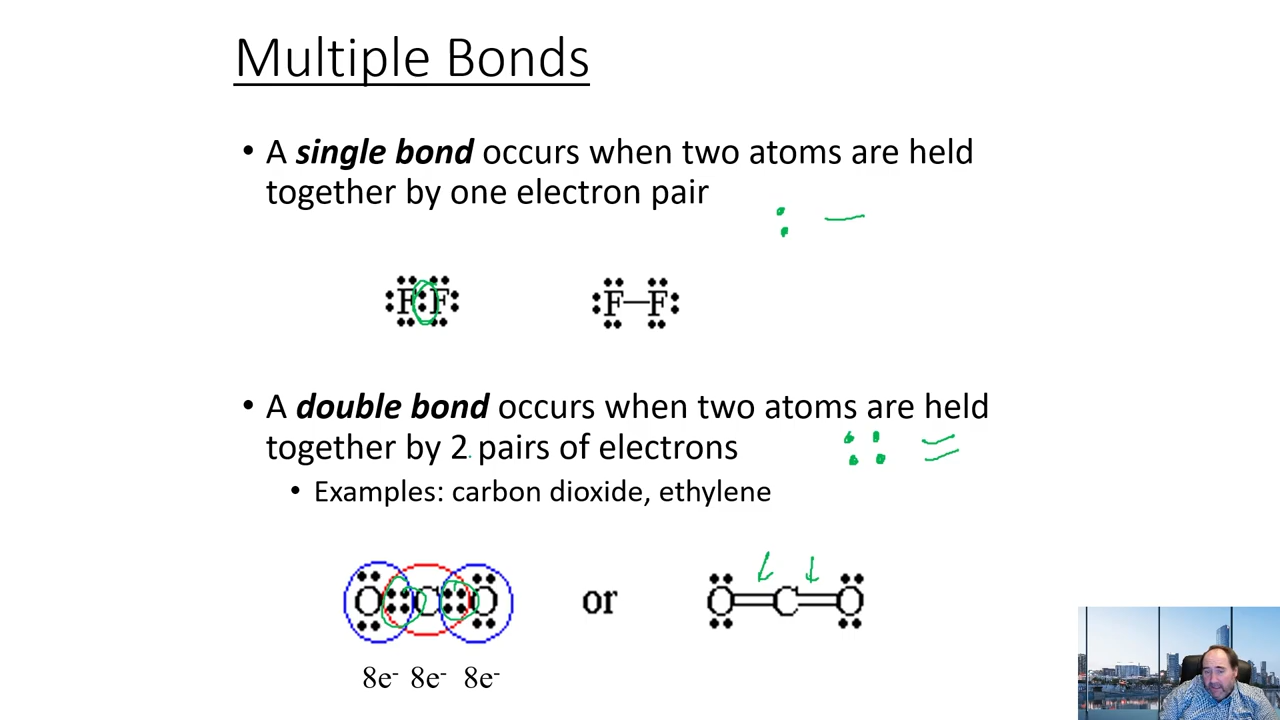 Multiple Bonds
• A single bond occurs when two atoms are held
together by one electron pair
F F
F—F
• A double bond occurs when two atoms are held
together by 2 pairs of electrons
• Examples: carbon dioxide, ethylene
O C O or O=C=O
8e- 8e- 8e-